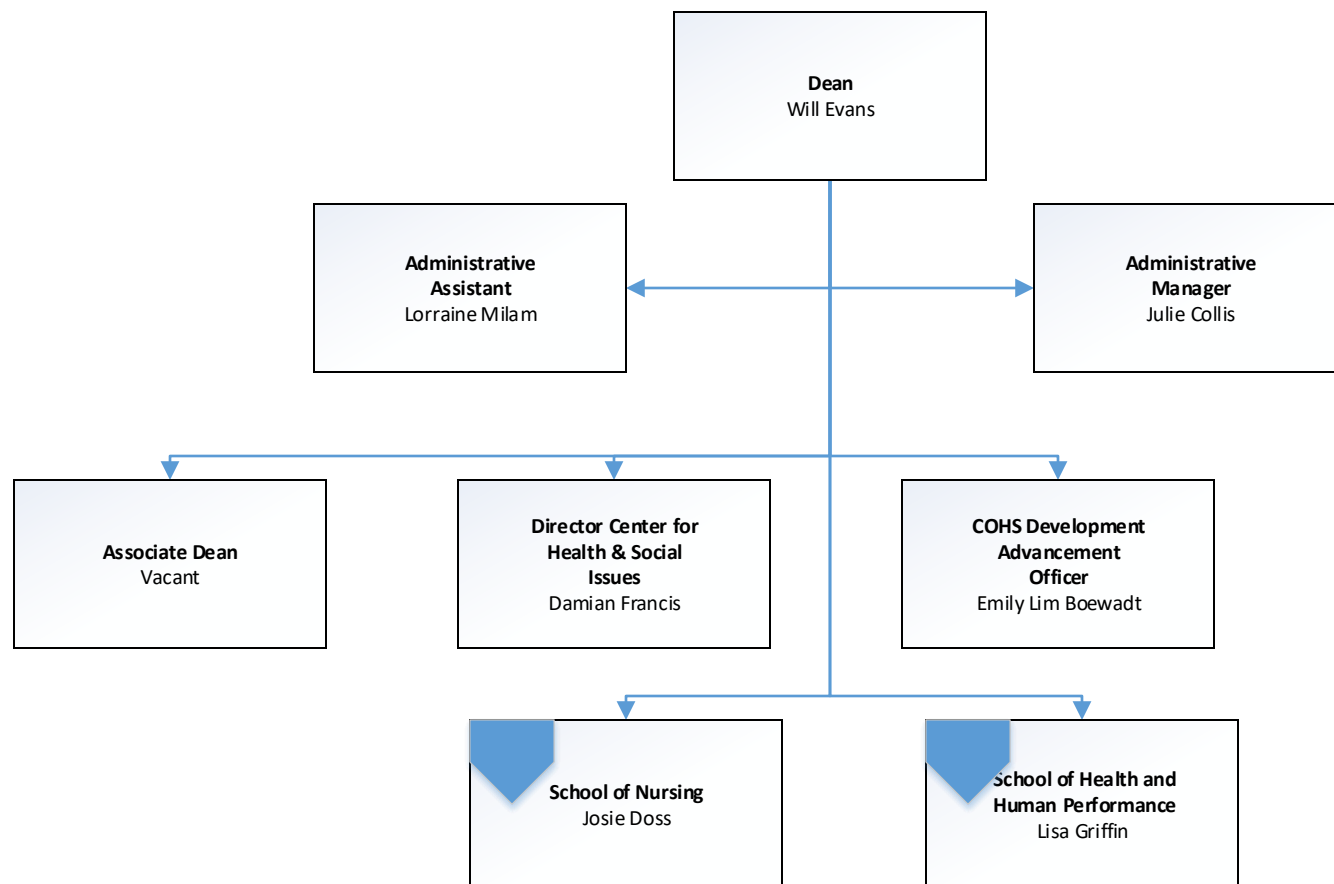 Dean
Will Evans
Administrative
Assistant
Lorraine Milam
Administrative
Manager
Julie Collis
Associate Dean
Vacant
Director Center for
Health & Social
Issues
Damian Francis
COHS Development
Advancement
Officer
Emily Lim Boewadt
School of Nursing
Josie Doss
School of Health and
Human Performance
Lisa Griffin